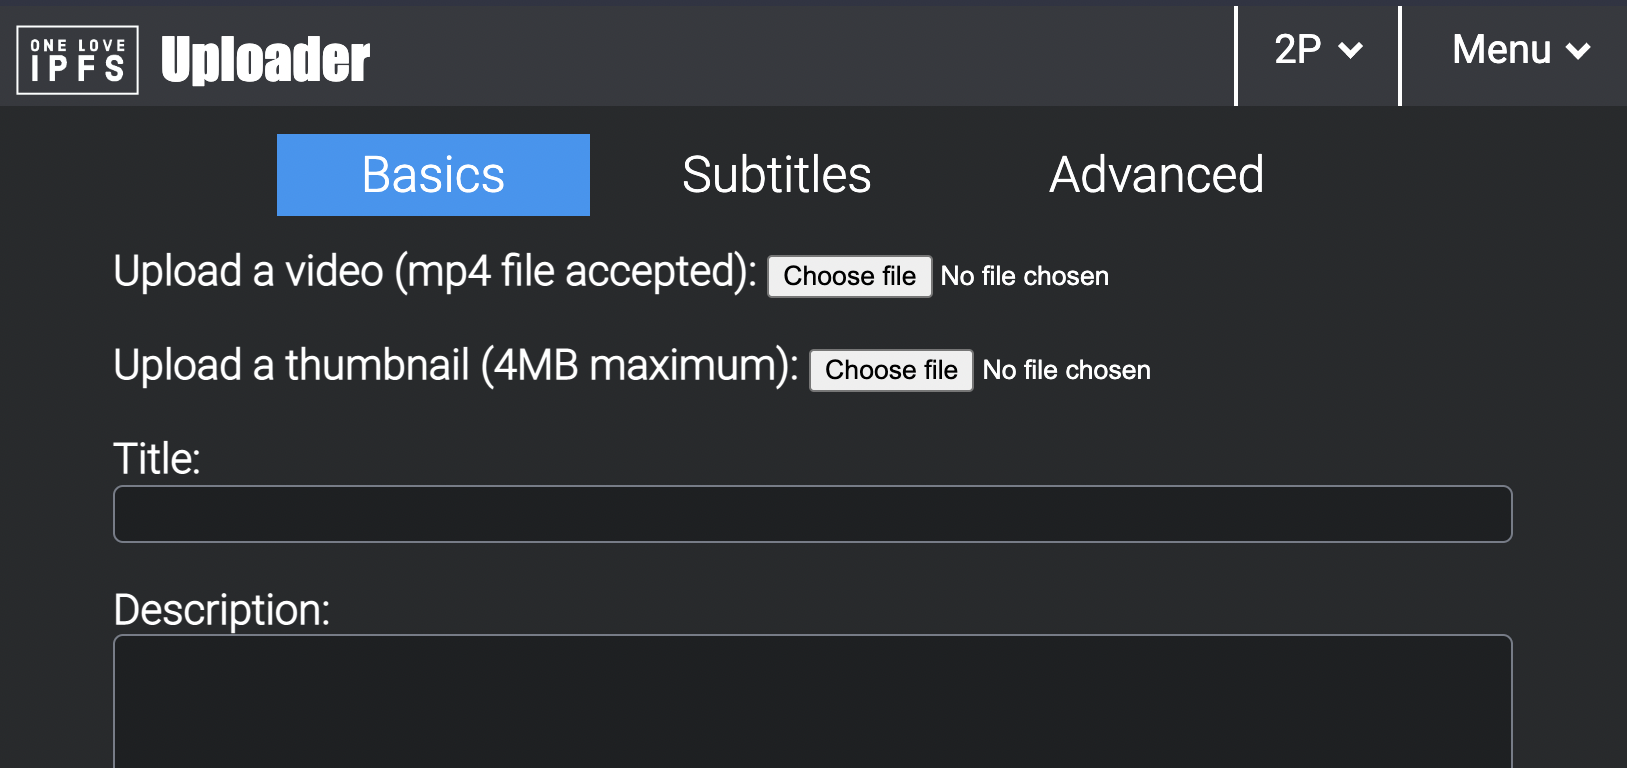 ONE LOVE
IPFS
Uploader
2P
Menu
Basics
Subtitles
Advanced
Upload a video (mp4 file accepted): Choose file No file chosen
Upload a thumbnail (4MB maximum): Choose file No file chosen
Title:
Description: